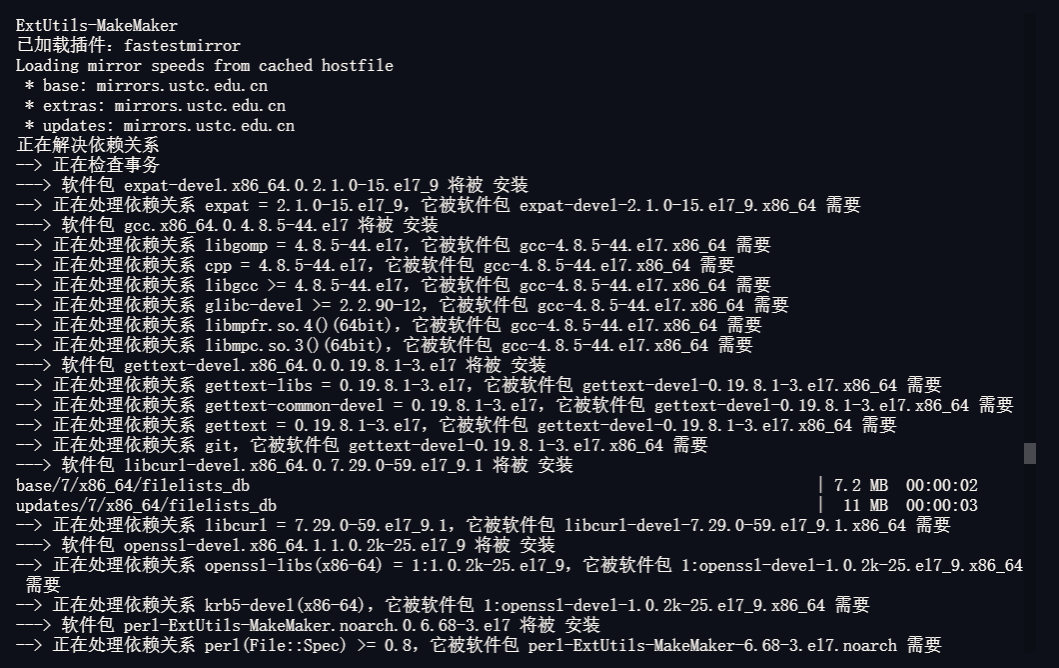 ExtUtils-MakeMaker
已加载插件：fastestmirror
Loading mirror speeds from cached hostfile
 * base: mirrors.ustc.edu.cn
 * extras: mirrors.ustc.edu.cn
 * updates: mirrors.ustc.edu.cn
正在解决依赖关系
--> 正在检查事务
---> 软件包 expat-devel.x86_64.0.2.1.0-15.el7_9 将被 安装
--> 正在处理依赖关系 expat = 2.1.0-15.el7_9，它被软件包 expat-devel-2.1.0-15.el7_9.x86_64 需要
---> 软件包 gcc.x86_64.0.4.8.5-44.el7 将被 安装
--> 正在处理依赖关系 libgomp = 4.8.5-44.el7，它被软件包 gcc-4.8.5-44.el7.x86_64 需要
--> 正在处理依赖关系 cpp = 4.8.5-44.el7，它被软件包 gcc-4.8.5-44.el7.x86_64 需要
--> 正在处理依赖关系 libgcc >= 4.8.5-44.el7，它被软件包 gcc-4.8.5-44.el7.x86_64 需要
--> 正在处理依赖关系 glibc-devel >= 2.2.90-12，它被软件包 gcc-4.8.5-44.el7.x86_64 需要
--> 正在处理依赖关系 libmpfr.so.4()(64bit)，它被软件包 gcc-4.8.5-44.el7.x86_64 需要
--> 正在处理依赖关系 libmpc.so.3()(64bit)，它被软件包 gcc-4.8.5-44.el7.x86_64 需要
---> 软件包 gettext-devel.x86_64.0.0.19.8.1-3.el7 将被 安装
--> 正在处理依赖关系 gettext-libs = 0.19.8.1-3.el7，它被软件包 gettext-devel-0.19.8.1-3.el7.x86_64 需要
--> 正在处理依赖关系 gettext-common-devel = 0.19.8.1-3.el7，它被软件包 gettext-devel-0.19.8.1-3.el7.x86_64 需要
--> 正在处理依赖关系 gettext = 0.19.8.1-3.el7，它被软件包 gettext-devel-0.19.8.1-3.el7.x86_64 需要
--> 正在处理依赖关系 git，它被软件包 gettext-devel-0.19.8.1-3.el7.x86_64 需要
---> 软件包 libcurl-devel.x86_64.0.7.29.0-59.el7_9.1 将被 安装
base/7/x86_64/filelists_db | 7.2 MB 00:00:02
updates/7/x86_64/filelists_db | 11 MB 00:00:03
--> 正在处理依赖关系 libcurl = 7.29.0-59.el7_9.1，它被软件包 libcurl-devel-7.29.0-59.el7_9.1.x86_64 需要
---> 软件包 openssl-devel.x86_64.1.1.0.2k-25.el7_9 将被 安装
--> 正在处理依赖关系 openssl-libs(x86-64) = 1:1.0.2k-25.el7_9，它被软件包 1:openssl-devel-1.0.2k-25.el7_9.x86_64
 需要
--> 正在处理依赖关系 krb5-devel(x86-64)，它被软件包 1:openssl-devel-1.0.2k-25.el7_9.x86_64 需要
---> 软件包 perl-ExtUtils-MakeMaker.noarch.0.6.68-3.el7 将被 安装
--> 正在处理依赖关系 perl(File::Spec) >= 0.8，它被软件包 perl-ExtUtils-MakeMaker-6.68-3.el7.noarch 需要